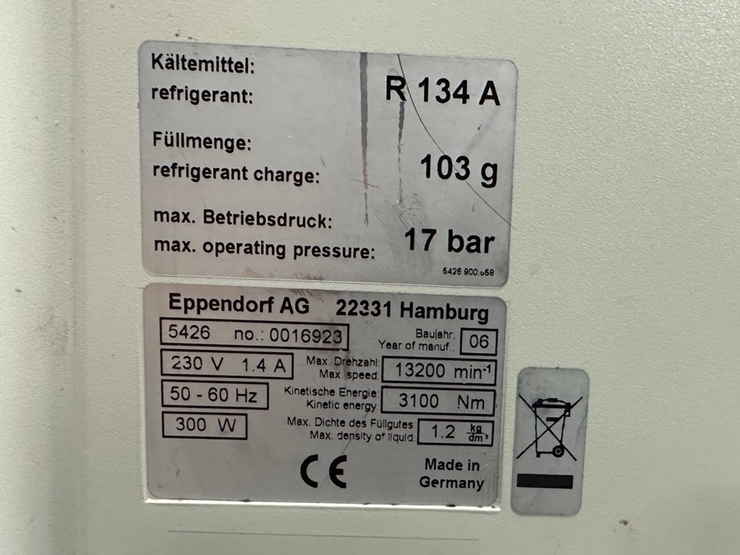 Kältemittel:
refrigerant: R 134 A
Füllmenge:
refrigerant charge: 103 g
max. Betriebsdruck:
max. operating pressure: 17 bar
5426 900.059
Eppendorf AG 22331 Hamburg
5426 no.: 0016923 Baujahr: Year of manuf.: 06
230 V 1.4 A Max. Drehzahl Max. speed 13200 min-1
50 - 60 Hz Kinetische Energie Kinetic energy 3100 Nm
300 W Max. Dichte des Füllgutes Max. density of liquid 1.2 kg/dm³
CE Made in
Germany